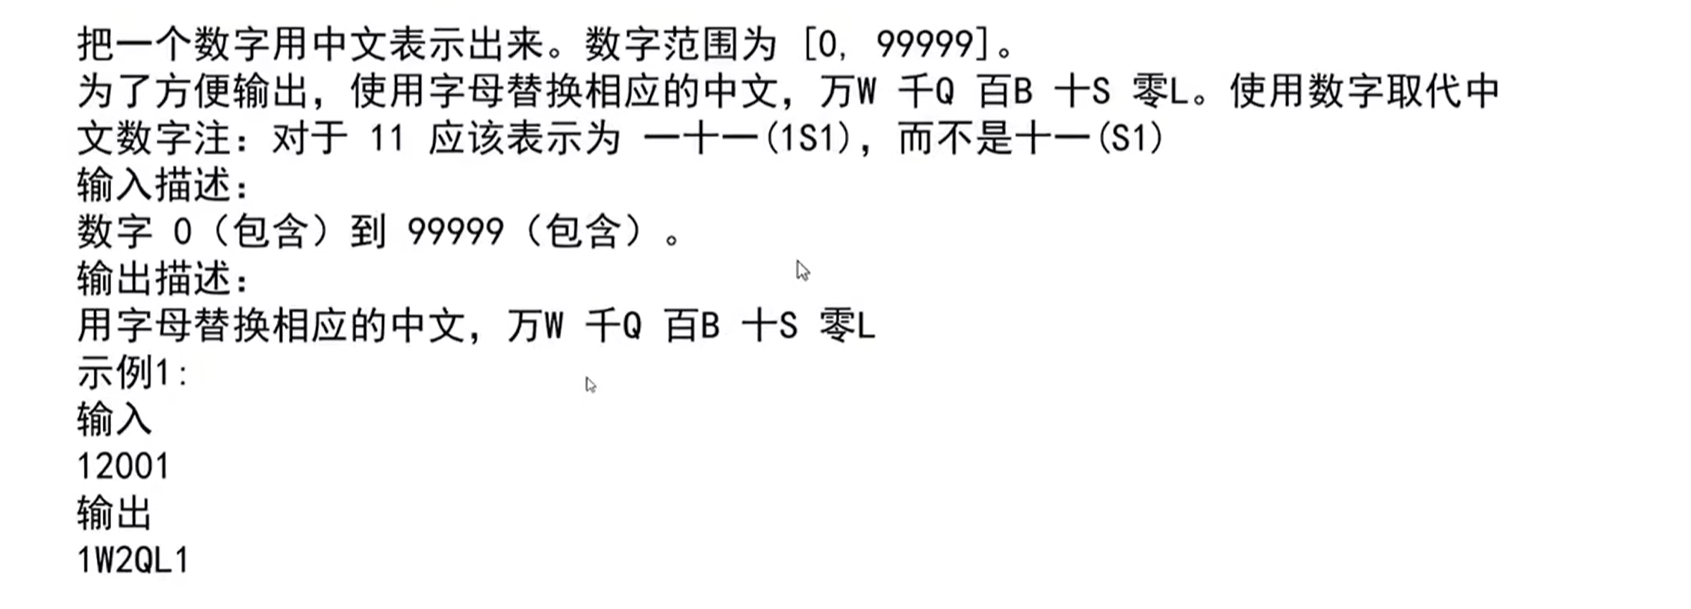 把一个数字用中文表示出来。数字范围为 [0, 99999]。
为了方便输出，使用字母替换相应的中文，万W 千Q 百B 十S 零L。使用数字取代中
文数字注：对于 11 应该表示为 一十一(1S1)，而不是十一(S1)
输入描述：
数字 0（包含）到 99999（包含）。
输出描述：
用字母替换相应的中文，万W 千Q 百B 十S 零L
示例1：
输入
12001
输出
1W2QL1